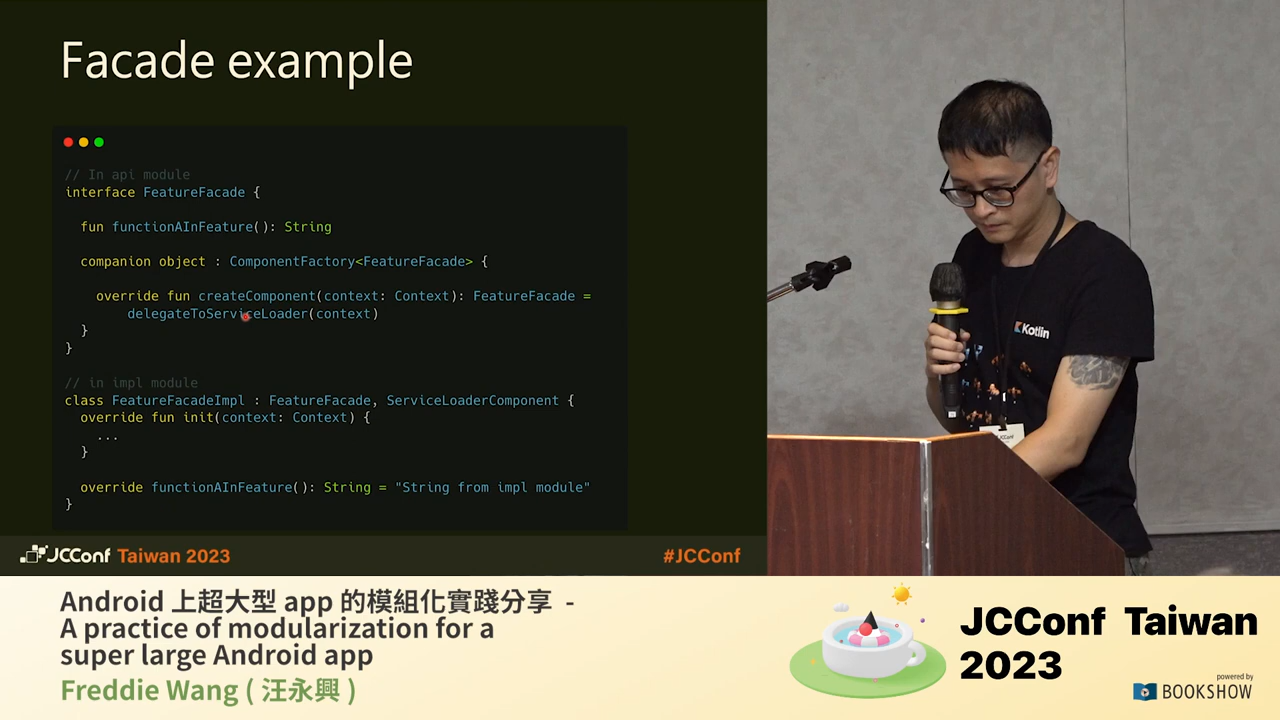 Facade example
// In api module
interface FeatureFacade {
fun functionAInFeature(): String
companion object : ComponentFactory<FeatureFacade> {
override fun createComponent(context: Context): FeatureFacade =
delegateToServiceLoader(context)
}
}
// in impl module
class FeatureFacadeImpl : FeatureFacade, ServiceLoaderComponent {
override fun init(context: Context) {
...
}
override functionAInFeature(): String = "String from impl module"
}
JCConf Taiwan 2023
#JCConf
Kotlin
JCConf
Android 上超大型 app 的模組化實踐分享 -
A practice of modularization for a
super large Android app
Freddie Wang ( 汪永興 )
JCConf Taiwan
2023
powered by
BOOKSHOW